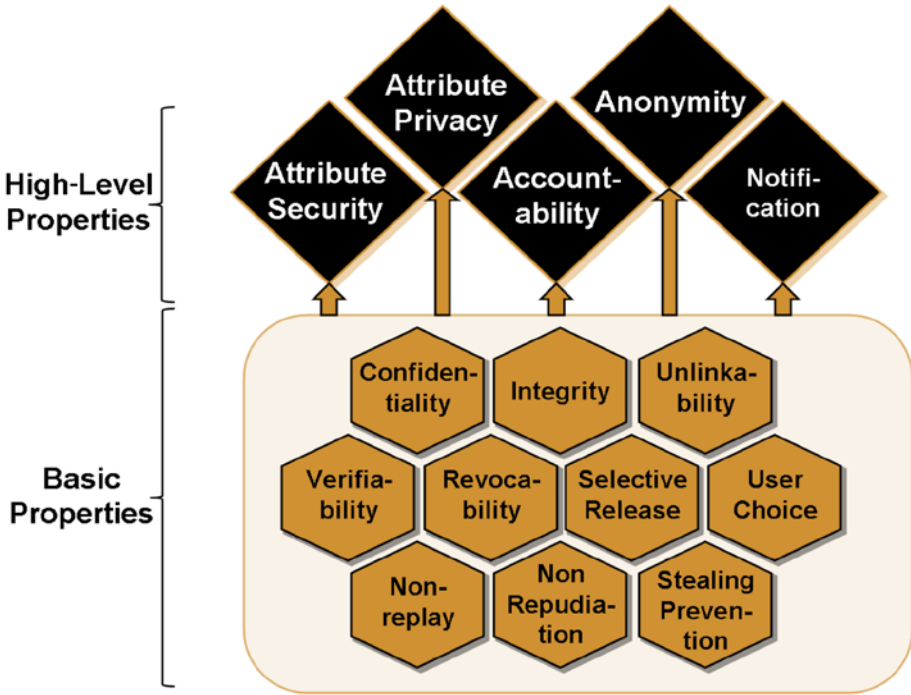 High-Level
Properties
Attribute
Privacy
Anonymity
Attribute
Security
Account-
ability
Notifi-
cation
Basic
Properties
Confiden-
tiality
Integrity
Unlinka-
bility
Verifia-
bility
Revoca-
bility
Selective
Release
User
Choice
Non-
replay
Non
Repudia-
tion
Stealing
Preven-
tion